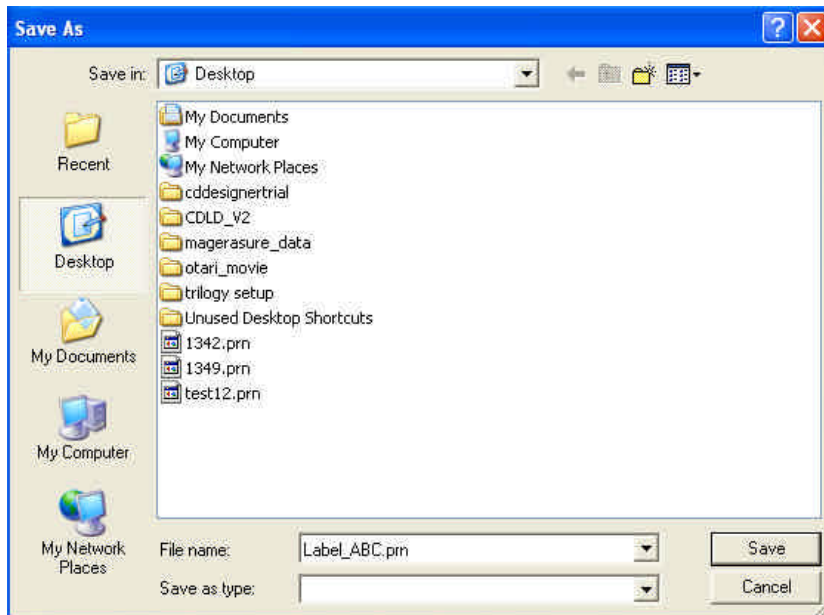 Save As
Save in: Desktop
My Documents
My Computer
My Network Places
cddesignertrial
CDLD_V2
magerasure_data
otari_movie
trilogy setup
Unused Desktop Shortcuts
1342.prn
1349.prn
test12.prn
Recent
Desktop
My Documents
My Computer
My Network
Places
File name: Label_ABC.prn Save
Save as type: Cancel